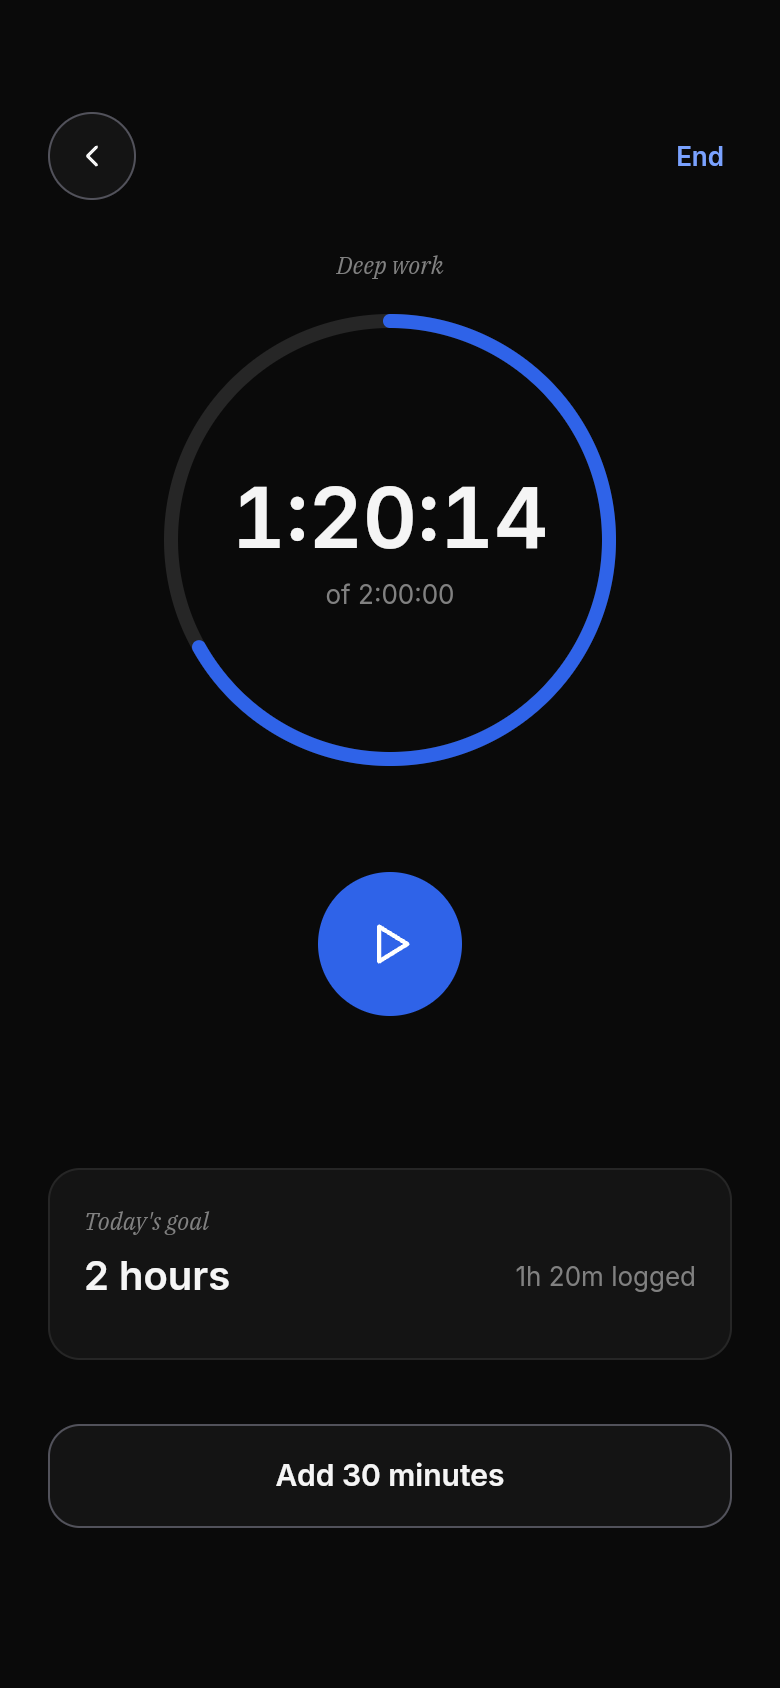 End
Deep work
1:20:14
of 2:00:00
Today's goal
2 hours
1h 20m logged
Add 30 minutes